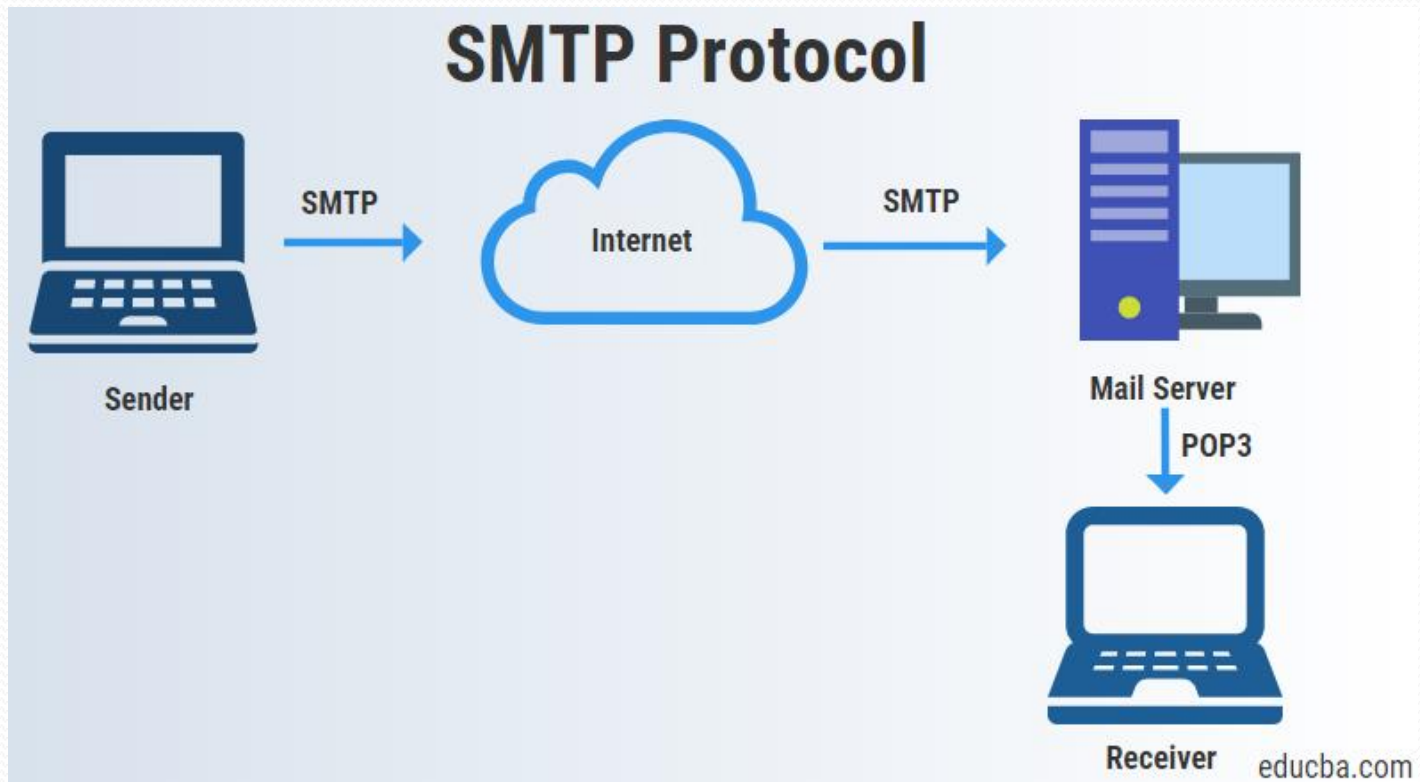 SMTP Protocol
SMTP
Internet
SMTP
Sender
Mail Server
POP3
Receiver
educba.com